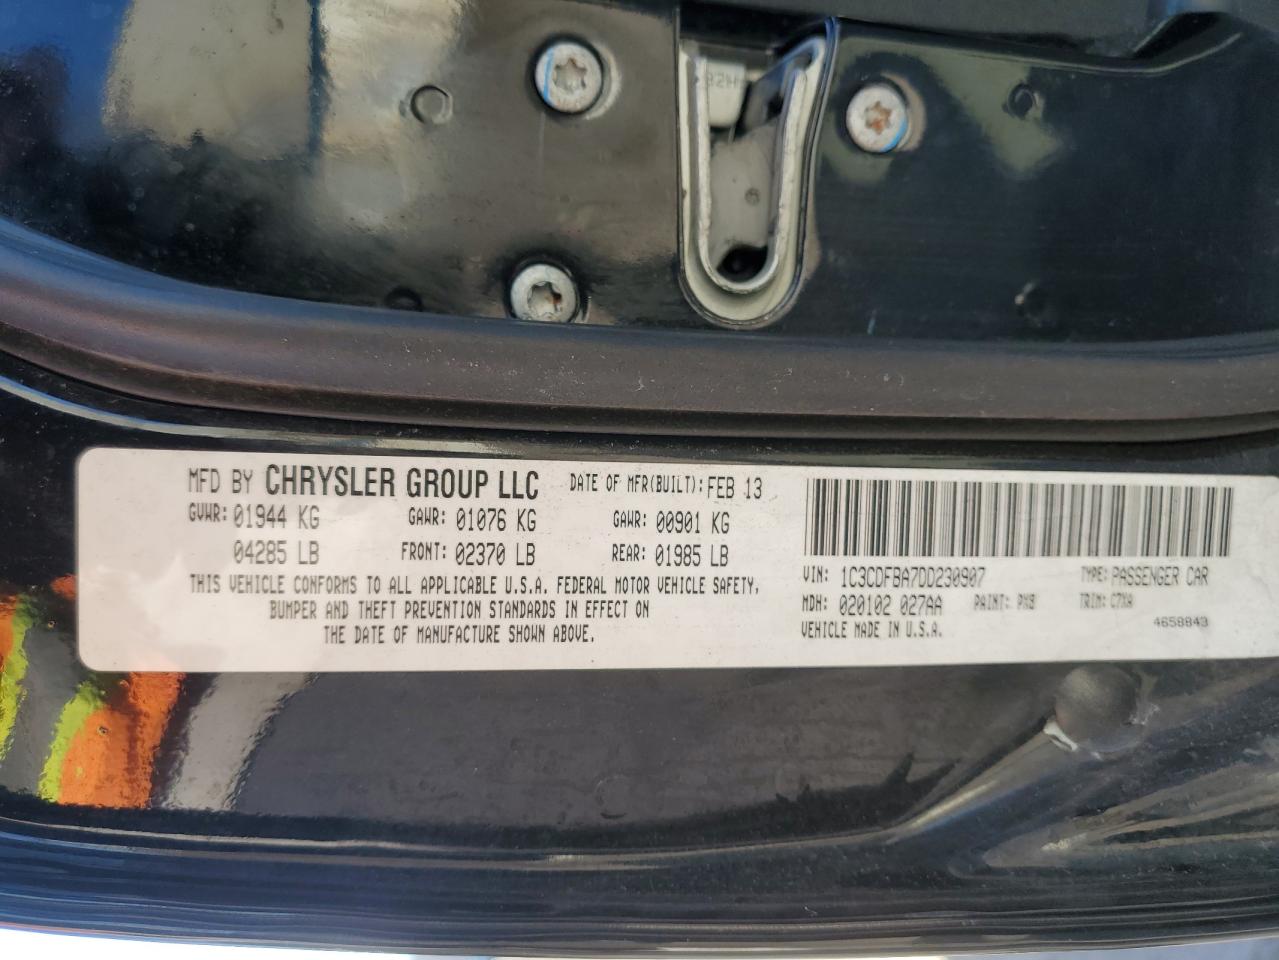 MFD BY CHRYSLER GROUP LLC DATE OF MFR(BUILT): FEB 13
GVWR: 01944 KG GAWR: 01076 KG GAWR: 00901 KG
04285 LB FRONT: 02370 LB REAR: 01985 LB
THIS VEHICLE CONFORMS TO ALL APPLICABLE U.S.A. FEDERAL MOTOR VEHICLE SAFETY,
BUMPER AND THEFT PREVENTION STANDARDS IN EFFECT ON
THE DATE OF MANUFACTURE SHOWN ABOVE.
VIN: 1C3CDFBA7DD230907 TYPE: PASSENGER CAR
MDH: 020102 027AA PAINT: TRIM:
VEHICLE MADE IN U.S.A. 4658843